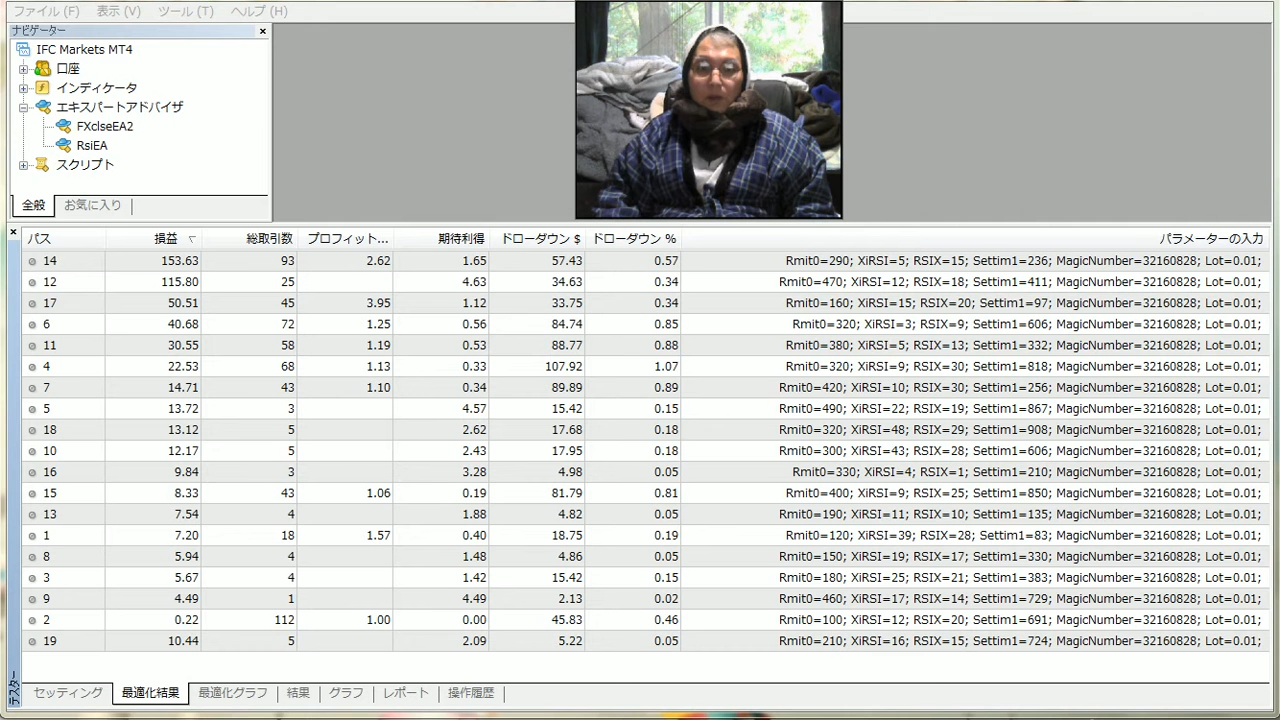 ファイル (F) 表示 (V) ツール (T) ヘルプ (H)
ナビゲーター ×
IFC Markets MT4
口座
インディケータ
エキスパートアドバイザ
FXclseEA2
RsiEA
スクリプト
全般 お気に入り
パス 損益 総取引数 プロフィット... 期待利得 ドローダウン $ ドローダウン % パラメーターの入力
14 153.63 93 2.62 1.65 57.43 0.57 Rmit0=290; XiRSI=5; RSIX=15; Settim1=236; MagicNumber=32160828; Lot=0.01;
12 115.80 25 4.63 34.63 0.34 Rmit0=470; XiRSI=12; RSIX=18; Settim1=411; MagicNumber=32160828; Lot=0.01;
17 50.51 45 3.95 1.12 33.75 0.34 Rmit0=160; XiRSI=15; RSIX=20; Settim1=97; MagicNumber=32160828; Lot=0.01;
6 40.68 72 1.25 0.56 84.74 0.85 Rmit0=320; XiRSI=3; RSIX=9; Settim1=606; MagicNumber=32160828; Lot=0.01;
11 30.55 58 1.19 0.53 88.77 0.88 Rmit0=380; XiRSI=5; RSIX=13; Settim1=332; MagicNumber=32160828; Lot=0.01;
4 22.53 68 1.13 0.33 107.92 1.07 Rmit0=320; XiRSI=9; RSIX=30; Settim1=818; MagicNumber=32160828; Lot=0.01;
7 14.71 43 1.10 0.34 89.89 0.89 Rmit0=420; XiRSI=10; RSIX=30; Settim1=256; MagicNumber=32160828; Lot=0.01;
5 13.72 3 4.57 15.42 0.15 Rmit0=490; XiRSI=22; RSIX=19; Settim1=867; MagicNumber=32160828; Lot=0.01;
18 13.12 5 2.62 17.68 0.18 Rmit0=320; XiRSI=48; RSIX=29; Settim1=908; MagicNumber=32160828; Lot=0.01;
10 12.17 5 2.43 17.95 0.18 Rmit0=300; XiRSI=43; RSIX=28; Settim1=606; MagicNumber=32160828; Lot=0.01;
16 9.84 3 3.28 4.98 0.05 Rmit0=330; XiRSI=4; RSIX=1; Settim1=210; MagicNumber=32160828; Lot=0.01;
15 8.33 43 1.06 0.19 81.79 0.81 Rmit0=400; XiRSI=9; RSIX=25; Settim1=850; MagicNumber=32160828; Lot=0.01;
13 7.54 4 1.88 4.82 0.05 Rmit0=190; XiRSI=11; RSIX=10; Settim1=135; MagicNumber=32160828; Lot=0.01;
1 7.20 18 1.57 0.40 18.75 0.19 Rmit0=120; XiRSI=39; RSIX=28; Settim1=83; MagicNumber=32160828; Lot=0.01;
8 5.94 4 1.48 4.86 0.05 Rmit0=150; XiRSI=19; RSIX=17; Settim1=330; MagicNumber=32160828; Lot=0.01;
3 5.67 4 1.42 15.42 0.15 Rmit0=180; XiRSI=25; RSIX=21; Settim1=383; MagicNumber=32160828; Lot=0.01;
9 4.49 1 4.49 2.13 0.02 Rmit0=460; XiRSI=17; RSIX=14; Settim1=729; MagicNumber=32160828; Lot=0.01;
2 0.22 112 1.00 0.00 45.83 0.46 Rmit0=100; XiRSI=12; RSIX=20; Settim1=691; MagicNumber=32160828; Lot=0.01;
19 10.44 5 2.09 5.22 0.05 Rmit0=210; XiRSI=16; RSIX=15; Settim1=724; MagicNumber=32160828; Lot=0.01;
テスター
セッティング 最適化結果 最適化グラフ 結果 グラフ レポート 操作履歴